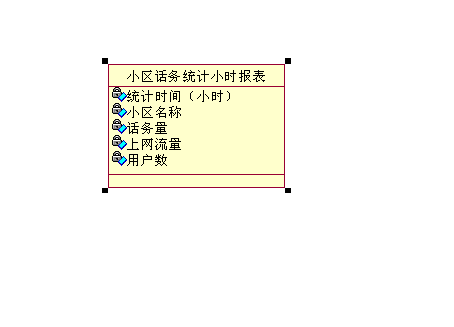 小区话务统计小时报表
统计时间（小时）
小区名称
话务量
上网流量
用户数